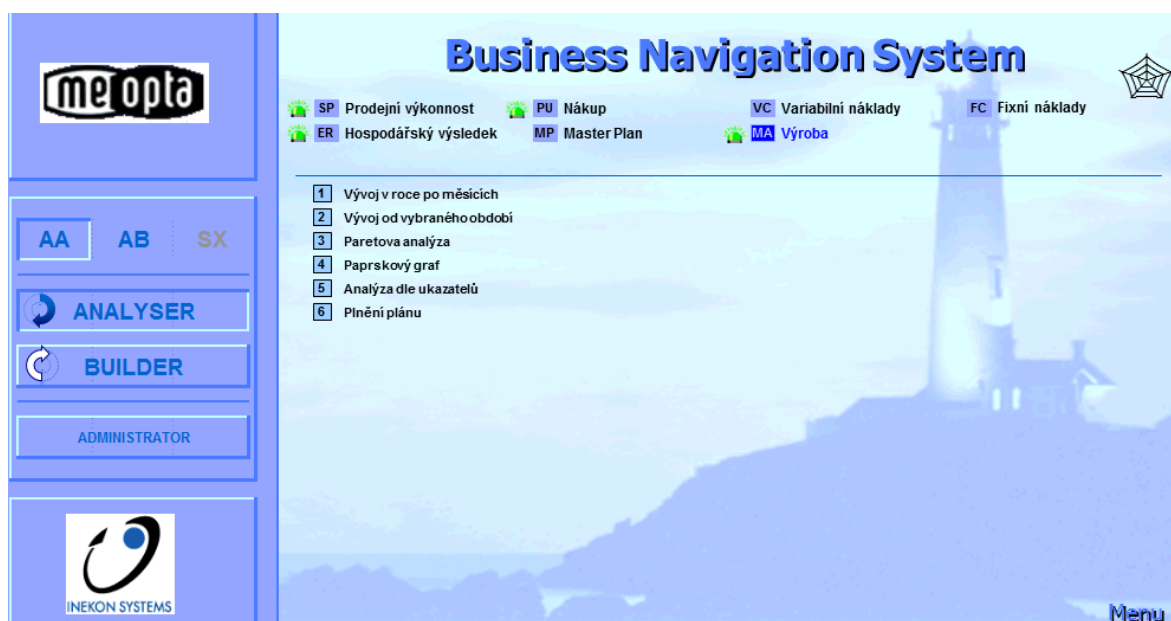 meopta
Business Navigation System
SP Prodejní výkonnost PU Nákup VC Variabilní náklady FC Fixní náklady
ER Hospodářský výsledek MP Master Plan MA Výroba
1 Vývoj v roce po měsících
2 Vývoj od vybraného období
3 Paretova analýza
4 Paprskový graf
5 Analýza dle ukazatelů
6 Plnění plánu
AA AB SX
ANALYSER
BUILDER
ADMINISTRATOR
INEKON SYSTEMS
Menu